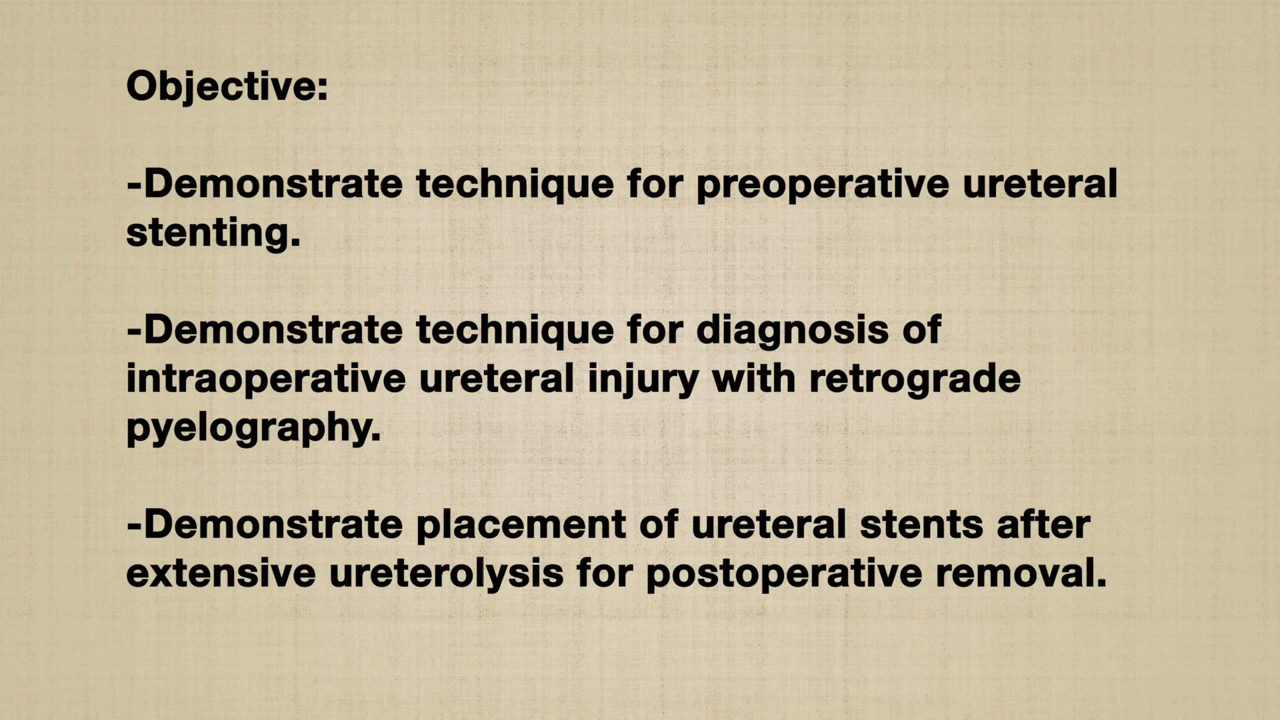 Objective:
-Demonstrate technique for preoperative ureteral
stenting.
-Demonstrate technique for diagnosis of
intraoperative ureteral injury with retrograde
pyelography.
-Demonstrate placement of ureteral stents after
extensive ureterolysis for postoperative removal.